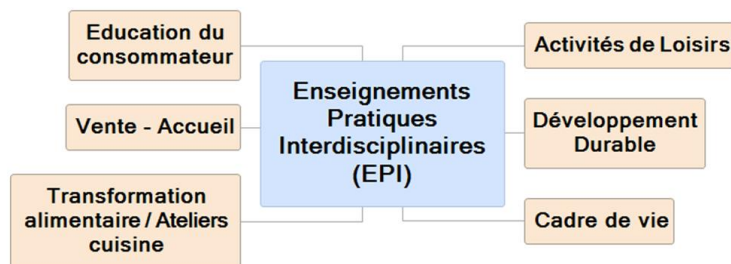 Education du
consommateur
Vente - Accueil
Transformation
alimentaire / Ateliers
cuisine
Enseignements
Pratiques
Interdisciplinaires
(EPI)
Activités de Loisirs
Développement
Durable
Cadre de vie